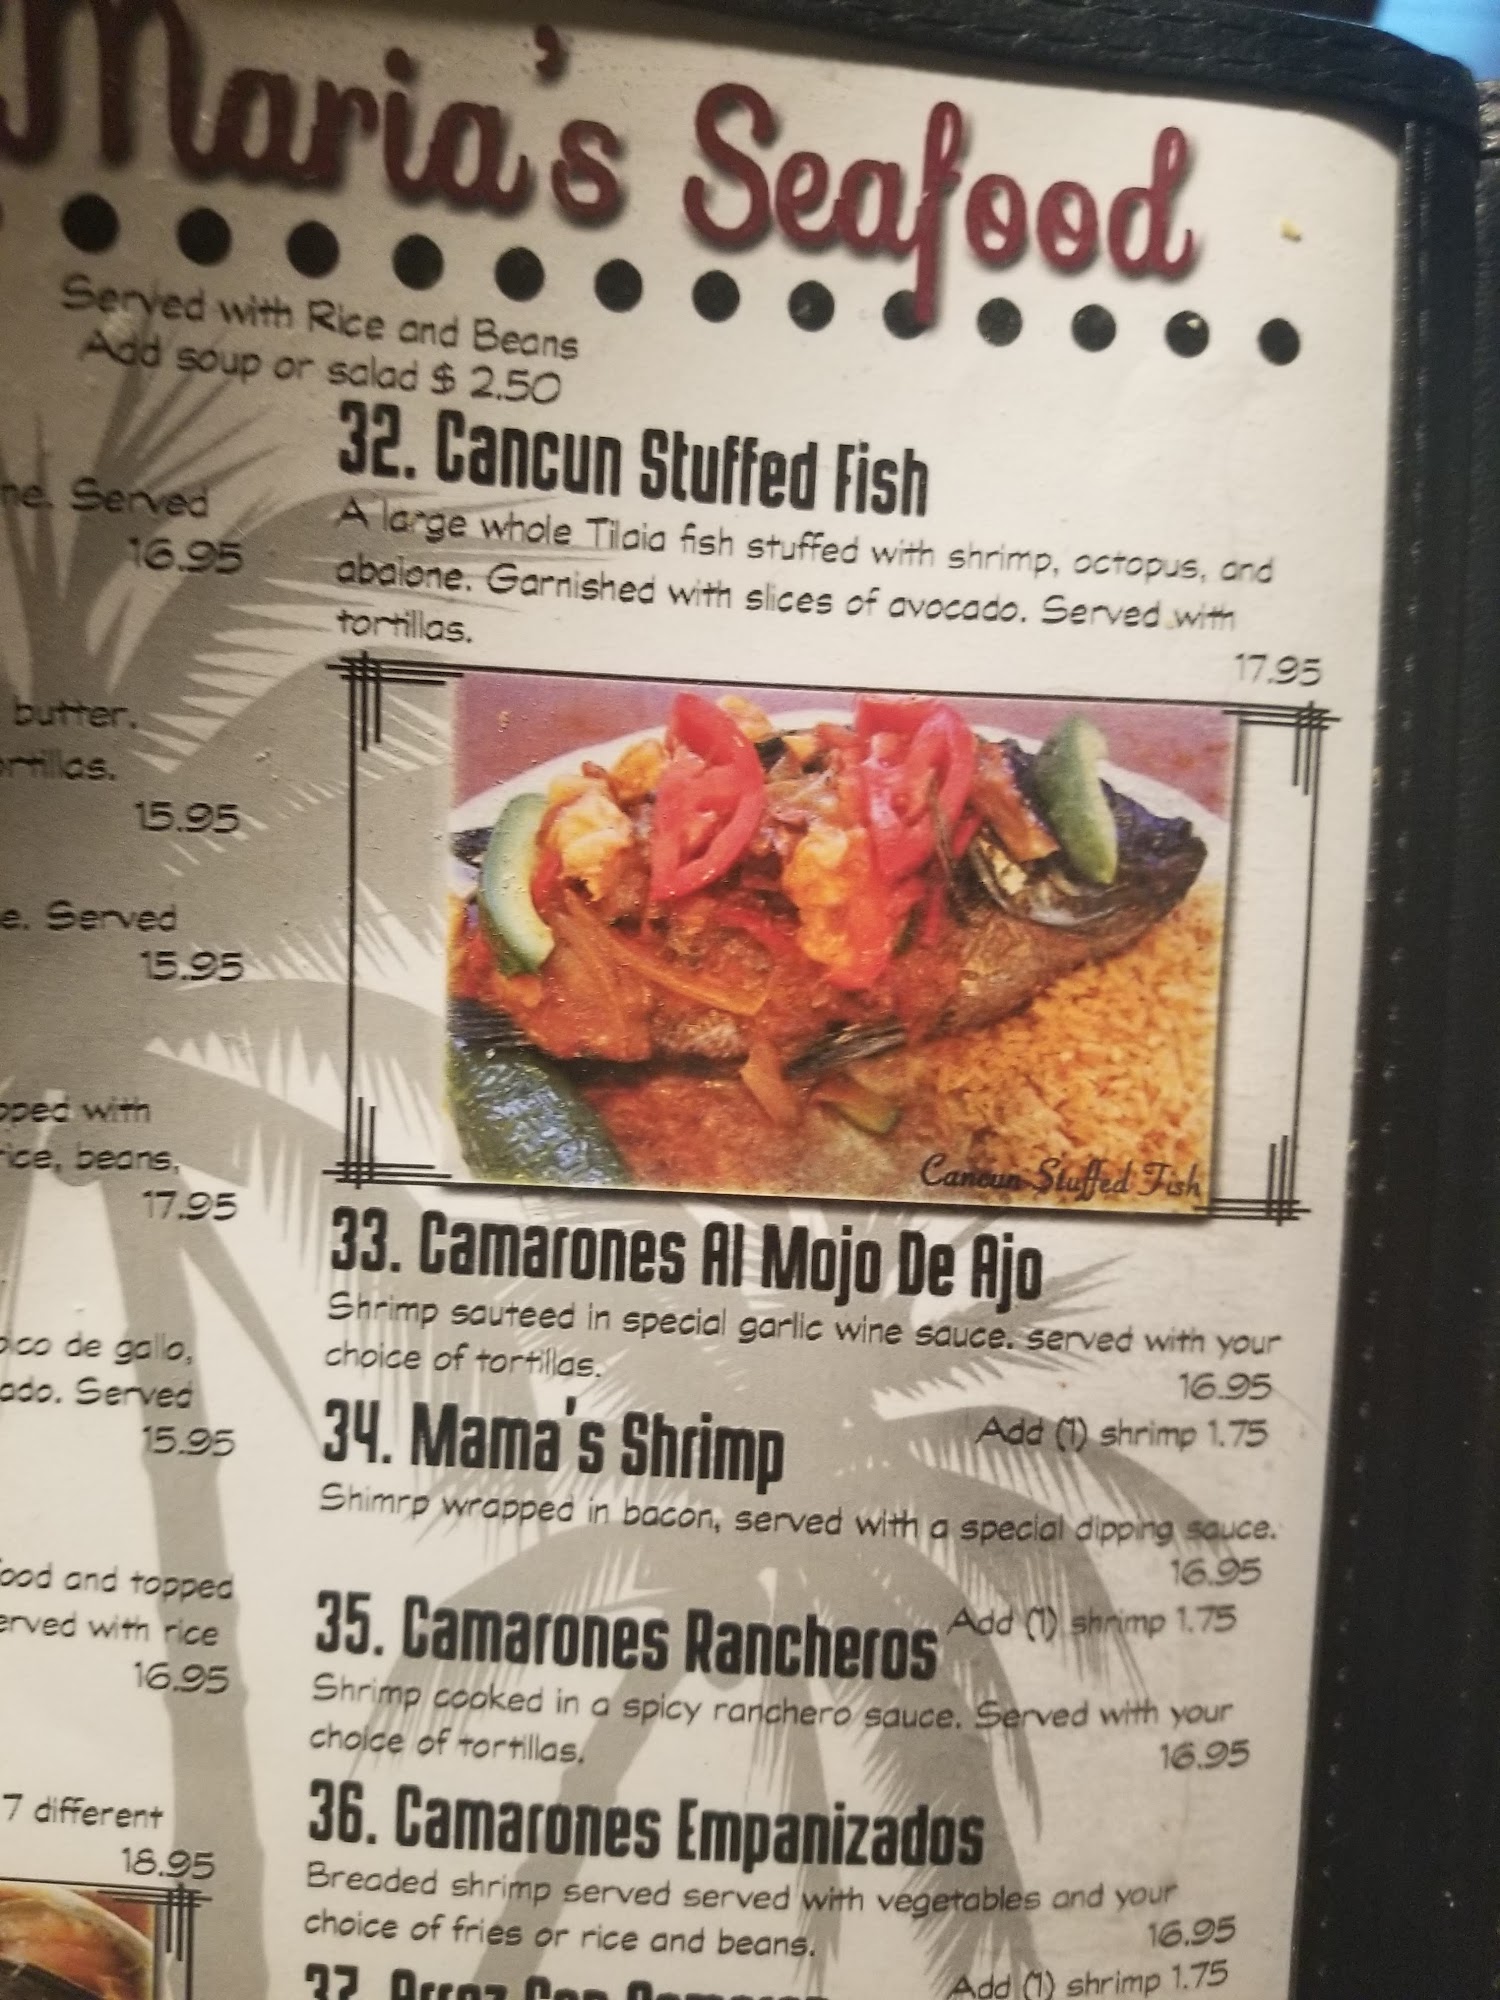 Maria's Seafood
Served with Rice and Beans
Add soup or salad $ 2.50
ne. Served
16.95
butter.
rtillas.
15.95
e. Served
15.95
pped with
rice, beans,
17.95
pico de gallo,
ado. Served
15.95
ood and topped
erved with rice
16.95
7 different
18.95
32. Cancun Stuffed Fish
A large whole Tilaia fish stuffed with shrimp, octopus, and
abalone. Garnished with slices of avocado. Served with
tortillas.
17.95
Cancun Stuffed Fish
33. Camarones Al Mojo De Ajo
Shrimp sauteed in special garlic wine sauce. served with your
choice of tortillas.
16.95
Add (1) shrimp 1.75
34. Mama's Shrimp
Shimrp wrapped in bacon, served with a special dipping sauce.
16.95
Add (1) shrimp 1.75
35. Camarones Rancheros
Shrimp cooked in a spicy ranchero sauce. Served with your
choice of tortillas.
16.95
36. Camarones Empanizados
Breaded shrimp served served with vegetables and your
choice of fries or rice and beans.
16.95
Add (1) shrimp 1.75
37. Arroz Con